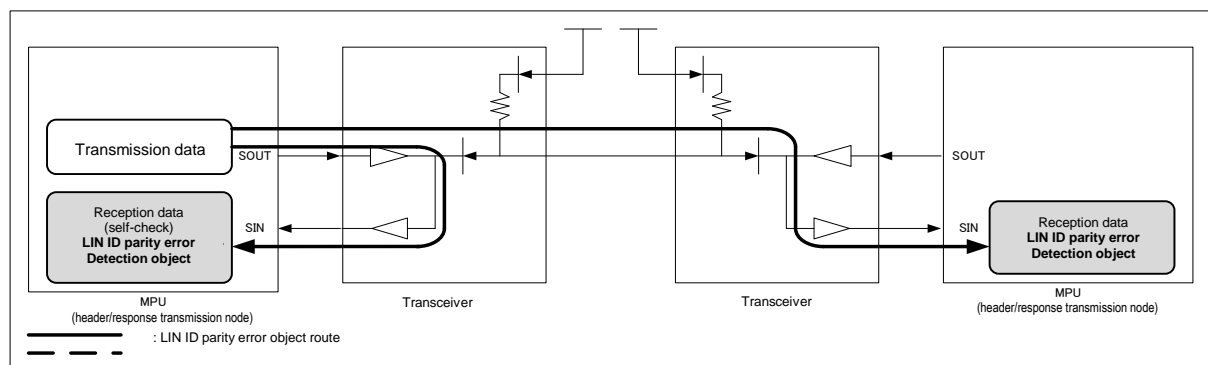 Transmission data
SOUT
SOUT
Reception data
(self-check)
LIN ID parity error
Detection object
SIN
SIN
Reception data
LIN ID parity error
Detection object
MPU
(header/response transmission node)
Transceiver
Transceiver
MPU
(header/response transmission node)
: LIN ID parity error object route